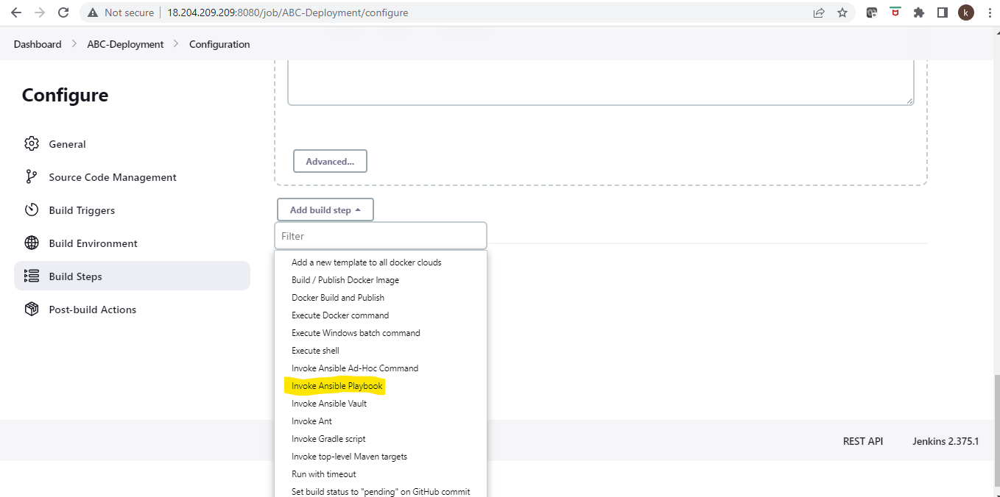 Not secure 18.204.209.209:8080/job/ABC-Deployment/configure
k
Dashboard ABC-Deployment Configuration
Configure
General
Source Code Management
Build Triggers
Build Environment
Build Steps
Post-build Actions
Advanced...
Add build step
Filter
Add a new template to all docker clouds
Build / Publish Docker Image
Docker Build and Publish
Execute Docker command
Execute Windows batch command
Execute shell
Invoke Ansible Ad-Hoc Command
Invoke Ansible Playbook
Invoke Ansible Vault
Invoke Ant
Invoke Gradle script
Invoke top-level Maven targets
Run with timeout
Set build status to "pending" on GitHub commit
REST API Jenkins 2.375.1